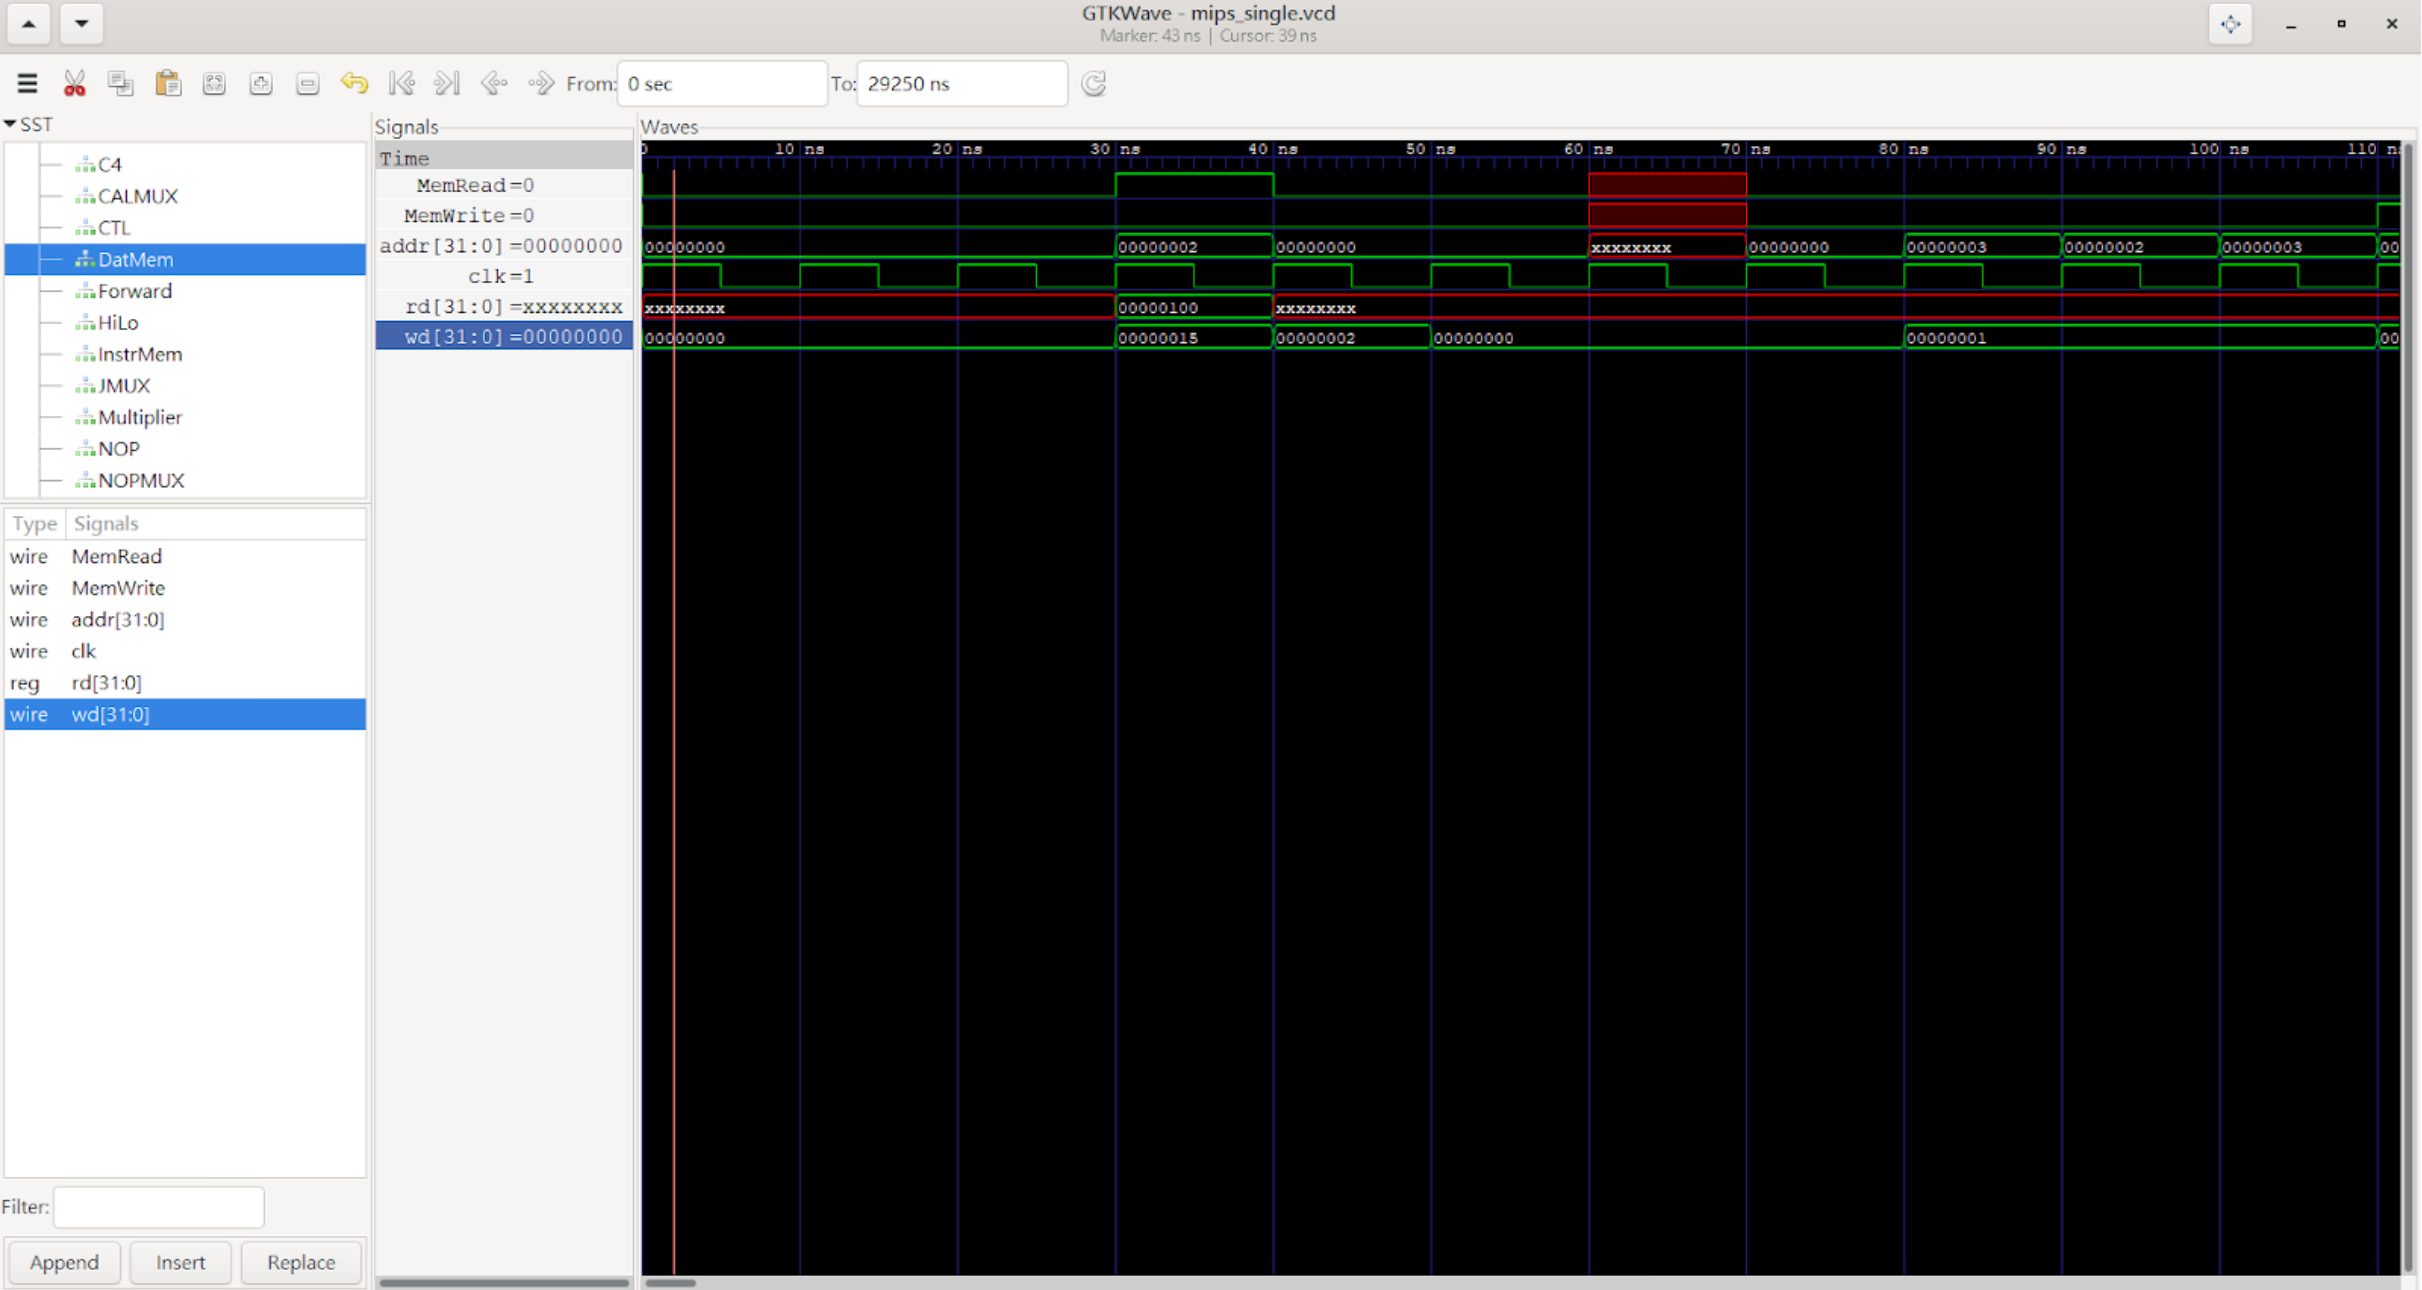 GTKWave - mips_single.vcd
Marker: 43 ns | Cursor: 39 ns
From: 0 sec To: 29250 ns
SST
C4
CALMUX
CTL
DatMem
Forward
HiLo
InstrMem
JMUX
Multiplier
NOP
NOPMUX
Type Signals
wire MemRead
wire MemWrite
wire addr[31:0]
wire clk
reg rd[31:0]
wire wd[31:0]
Filter:
Append Insert Replace
Signals
Time
MemRead=0
MemWrite=0
addr[31:0]=00000000
clk=1
rd[31:0]=xxxxxxxx
wd[31:0]=00000000
Waves
0 10 ns 20 ns 30 ns 40 ns 50 ns 60 ns 70 ns 80 ns 90 ns 100 ns 110 n
00000000 00000002 00000000 xxxxxxxx 00000000 00000003 00000002 00000003 00
xxxxxxxx 00000100 xxxxxxxx
00000000 00000015 00000002 00000000 00000001 00